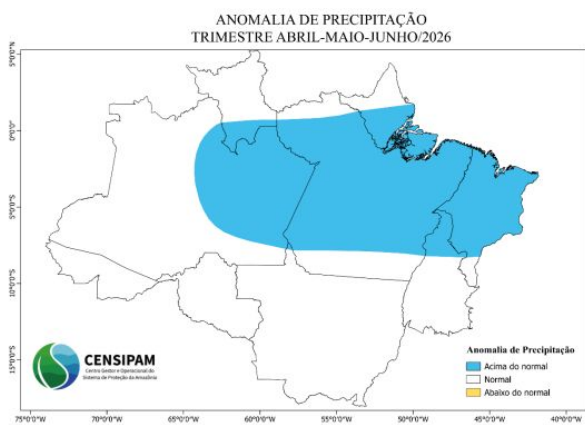 ANOMALIA DE PRECIPITAÇÃO
TRIMESTRE ABRIL-MAIO-JUNHO/2026
5°0'0"N
0°0'0"
5°0'0"S
10°0'0"S
15°0'0"S
CENSIPAM
Centro Gestor e Operacional do
Sistema de Proteção da Amazônia
Anomalia de Precipitação
Acima do normal
Normal
Abaixo do normal
75°0'0"W
70°0'0"W
65°0'0"W
60°0'0"W
55°0'0"W
50°0'0"W
45°0'0"W
40°0'0"W